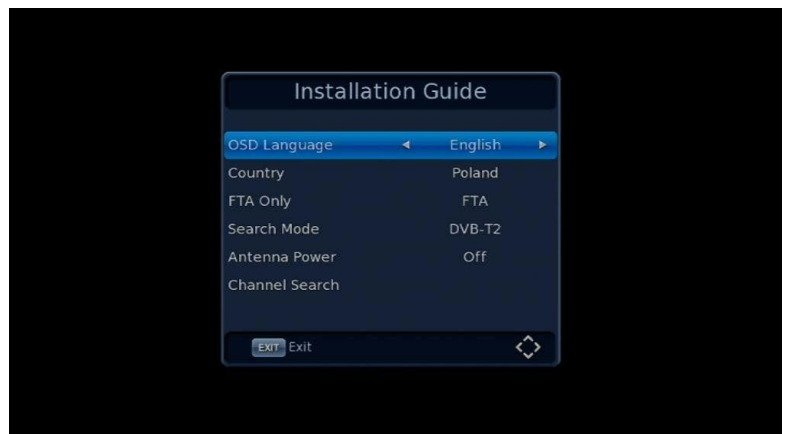 Installation Guide
OSD Language English
Country Poland
FTA Only FTA
Search Mode DVB-T2
Antenna Power Off
Channel Search
EXIT Exit